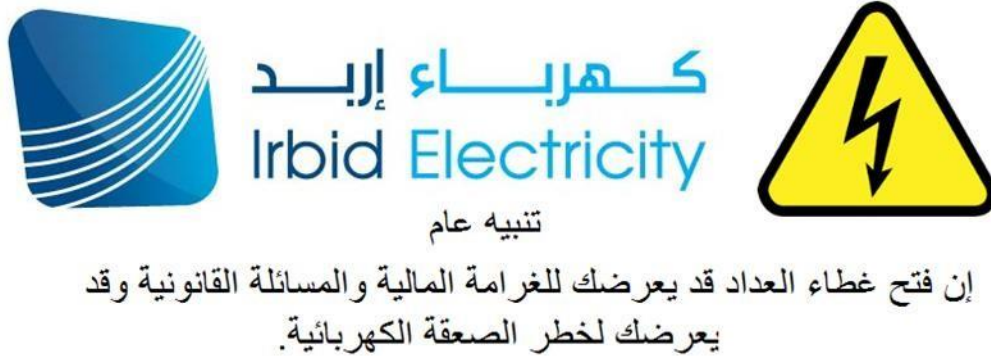 كهرباء إربد
Irbid Electricity
تنبيه عام
إن فتح غطاء العداد قد يعرضك للغرامة المالية والمسائلة القانونية وقد
يعرضك لخطر الصعقة الكهربائية.